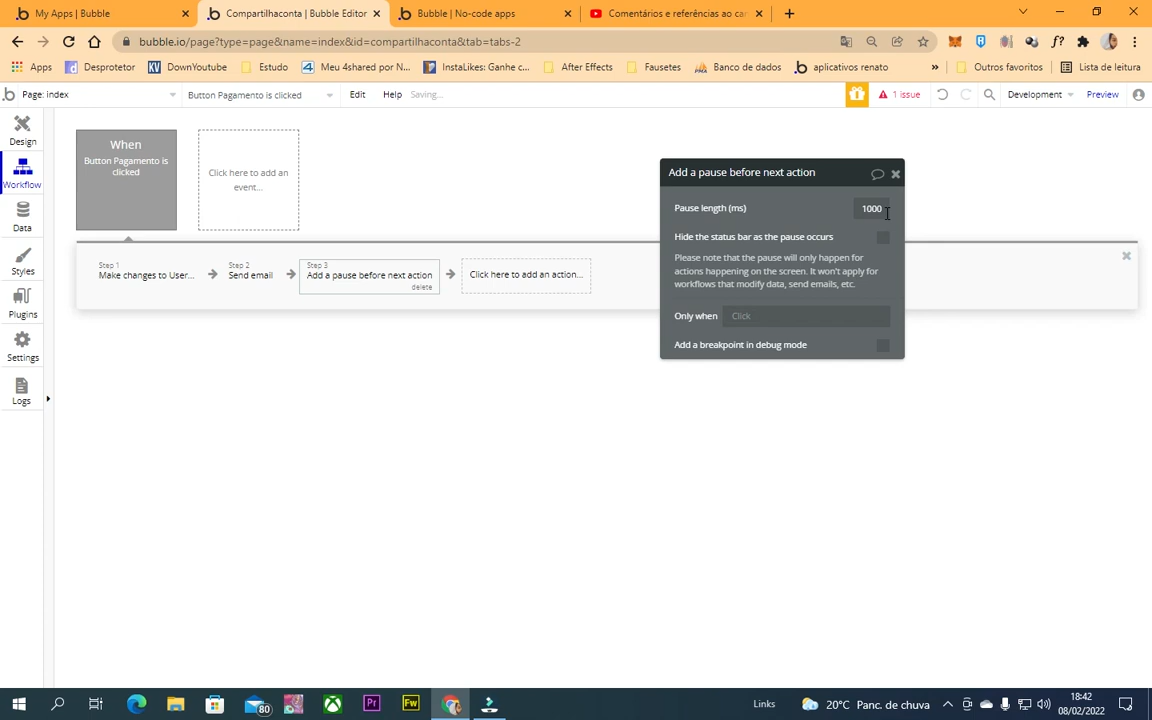 My Apps | Bubble
Compartilhaconta | Bubble Editor
Bubble | No-code apps
Comentários e referências ao can
bubble.io/page?type=page&name=index&id=compartilhaconta&tab=tabs-2
Apps
Desprotetor
DownYoutube
Estudo
Meu 4shared por N...
InstaLikes: Ganhe c...
After Effects
Fausetes
Banco de dados
aplicativos renato
»
Outros favoritos
Lista de leitura
Page: index
Button Pagamento is clicked
Edit
Help
Saving...
1 issue
Development
Preview
Design
Workflow
Data
Styles
Plugins
Settings
Logs
When
Button Pagamento is
clicked
Click here to add an
event...
Step 1
Make changes to User...
Step 2
Send email
Step 3
Add a pause before next action
delete
Click here to add an action...
Add a pause before next action
Pause length (ms)
1000
Hide the status bar as the pause occurs
Please note that the pause will only happen for
actions happening on the screen. It won't apply for
workflows that modify data, send emails, etc.
Only when
Click
Add a breakpoint in debug mode
80
Pr
Fw
Links
20°C Panc. de chuva
18:42
08/02/2022